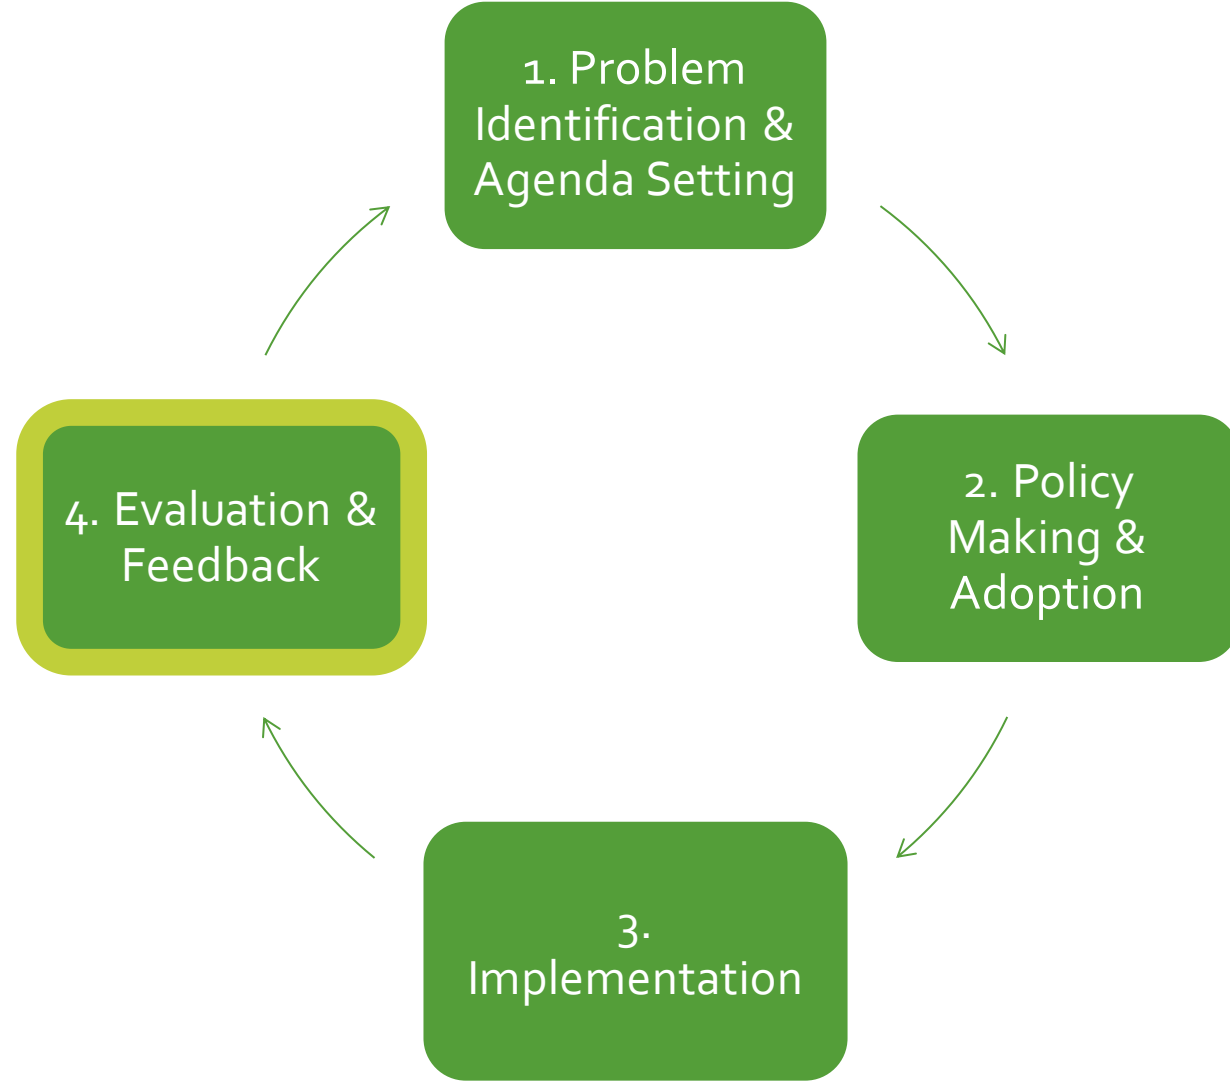 1. Problem
Identification &
Agenda Setting
2. Policy
Making &
Adoption
3.
Implementation
4. Evaluation &
Feedback